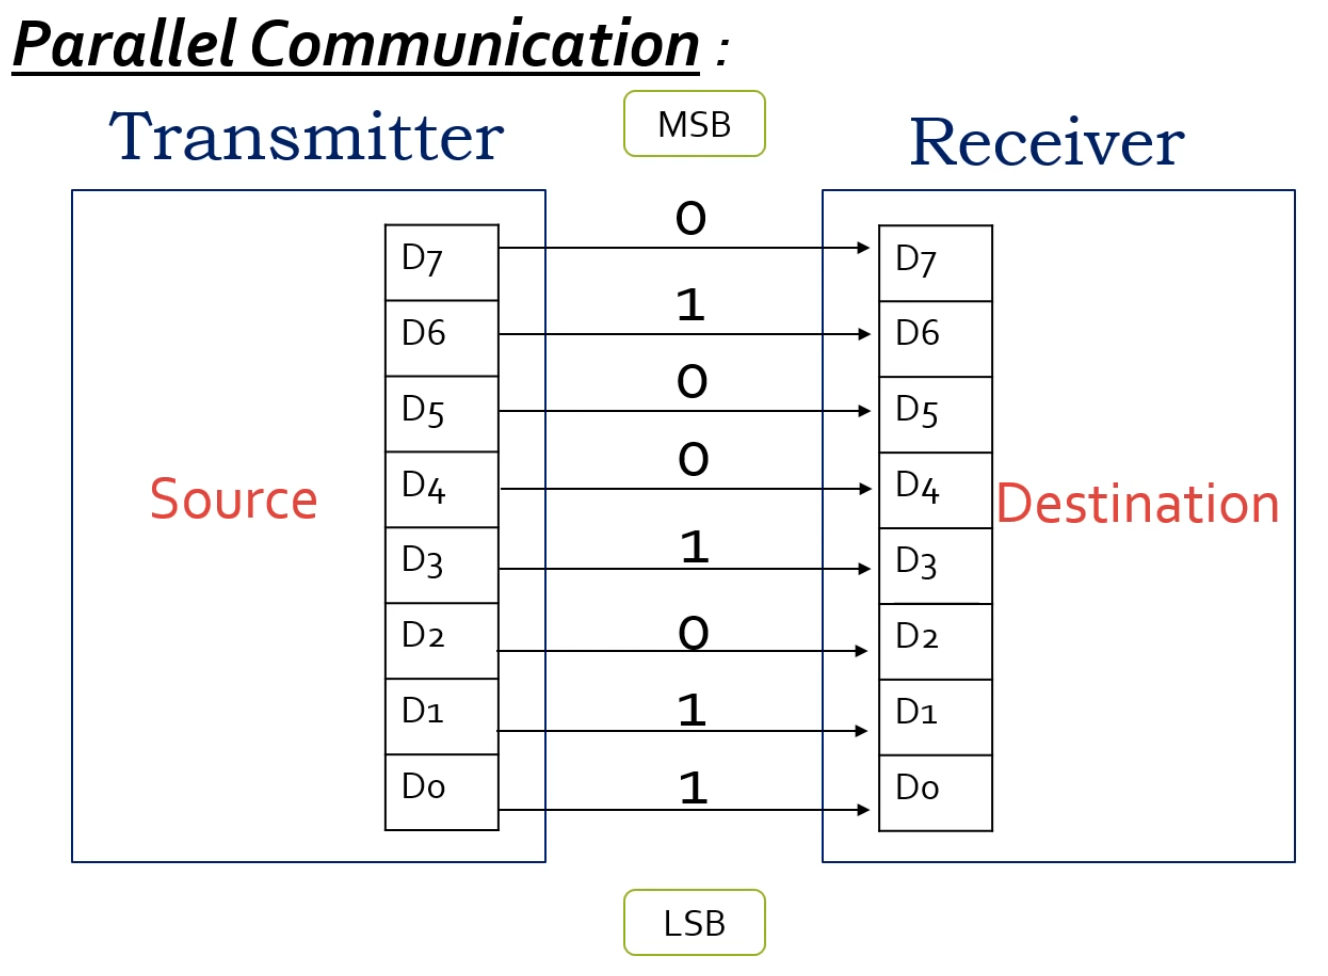 Parallel Communication :
Transmitter
MSB
Receiver
0
D7
D7
1
D6
D6
0
D5
D5
0
D4
D4
Source
Destination
1
D3
D3
0
D2
D2
1
D1
D1
1
D0
D0
LSB